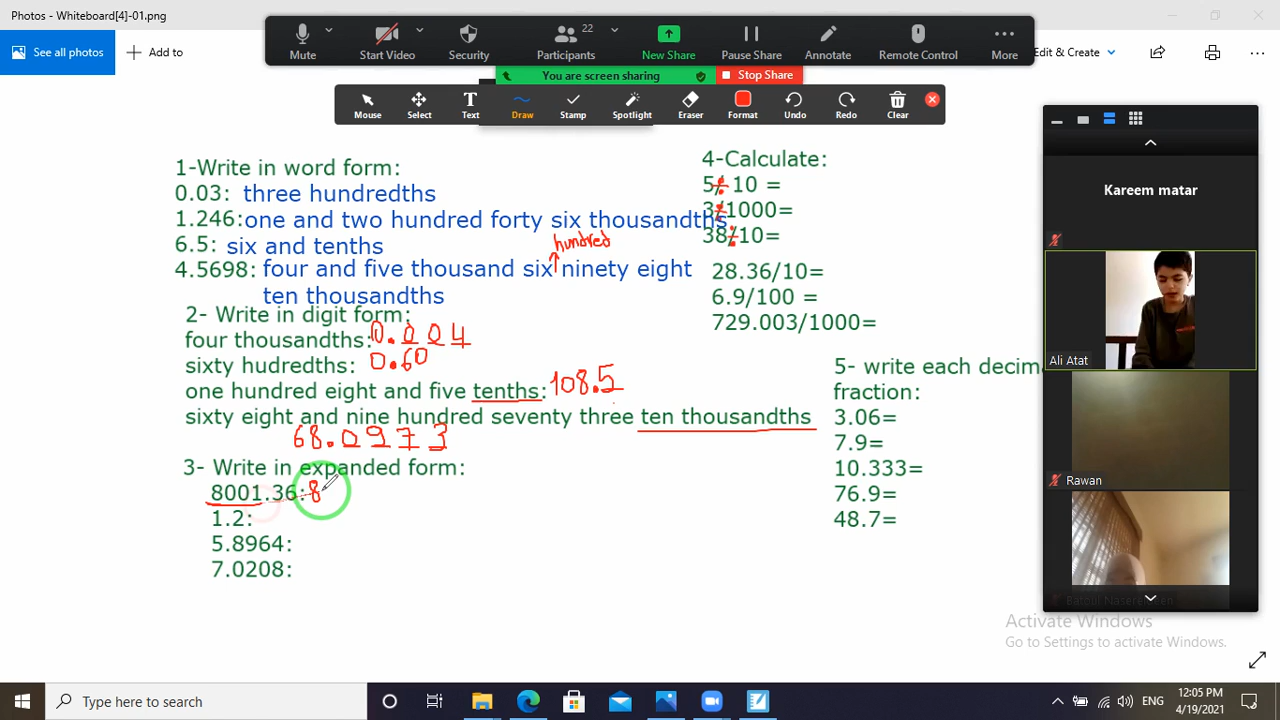 Photos - Whiteboard[4]-01.png
See all photos
Add to
Mute
Start Video
Security
22
Participants
New Share
Pause Share
Annotate
Remote Control
More
Edit & Create
You are screen sharing
Stop Share
Mouse
Select
Text
Draw
Stamp
Spotlight
Eraser
Format
Undo
Redo
Clear
1-Write in word form:
0.03: three hundredths
1.246: one and two hundred forty six thousandths
6.5: six and tenths
hundred
4.5698: four and five thousand six ninety eight
ten thousandths
2- Write in digit form:
four thousandths: 0.004
sixty hudredths: 0.60
one hundred eight and five tenths: 108.5
sixty eight and nine hundred seventy three ten thousandths
68.0973
3- Write in expanded form:
8001.36: 8
1.2:
5.8964:
7.0208:
4-Calculate:
5÷10 =
3÷1000=
38÷10=
28.36/10=
6.9/100 =
729.003/1000=
5- write each decim
fraction:
3.06=
7.9=
10.333=
76.9=
48.7=
Kareem matar
Ali Atat
Rawan
Activate Windows
Go to Settings to activate Windows.
Type here to search
ENG
12:05 PM
4/19/2021